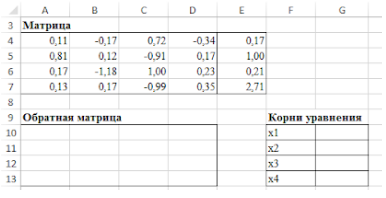 A B C D E F G
3 Матрица
4 0,11 -0,17 0,72 -0,34 0,17
5 0,81 0,12 -0,91 0,17 1,00
6 0,17 -1,18 1,00 0,23 0,21
7 0,13 0,17 -0,99 0,35 2,71
8
9 Обратная матрица Корни уравнения
10 x1
11 x2
12 x3
13 x4